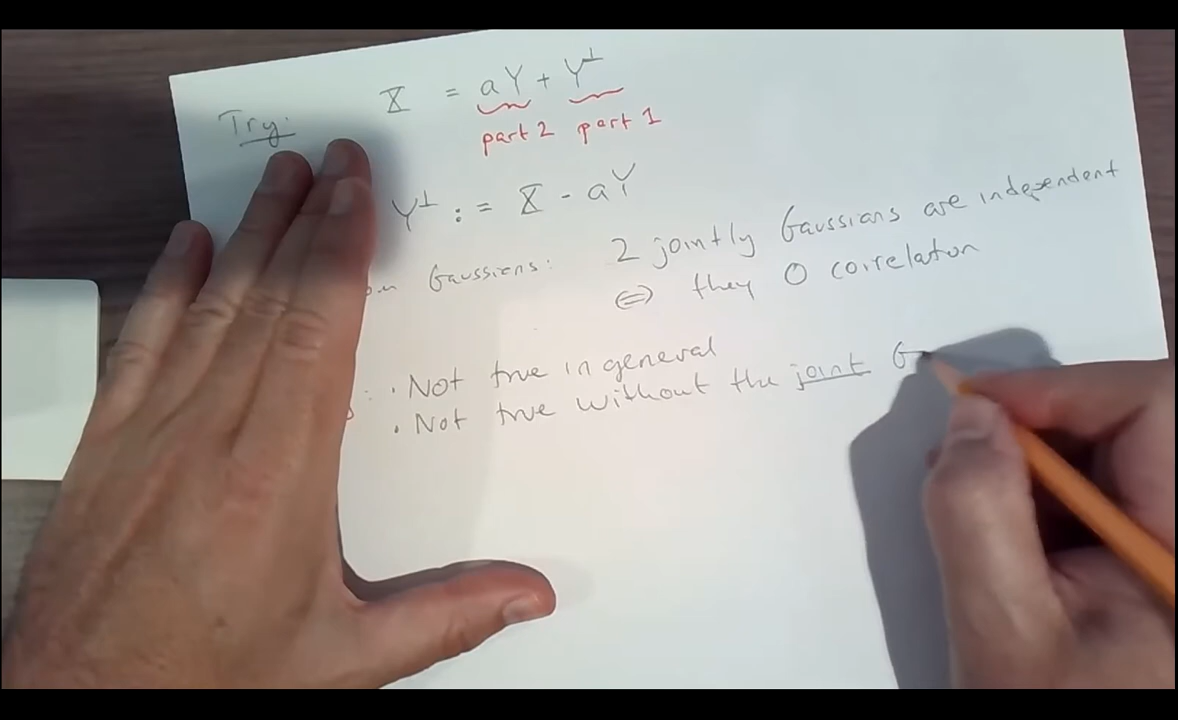 Try: X = aY + Y⊥
part 2 part 1
Y⊥ := X - aY
Gaussians: 2 jointly Gaussians are independent
⇔ they 0 correlation
: · Not true in general
· Not true without the joint G